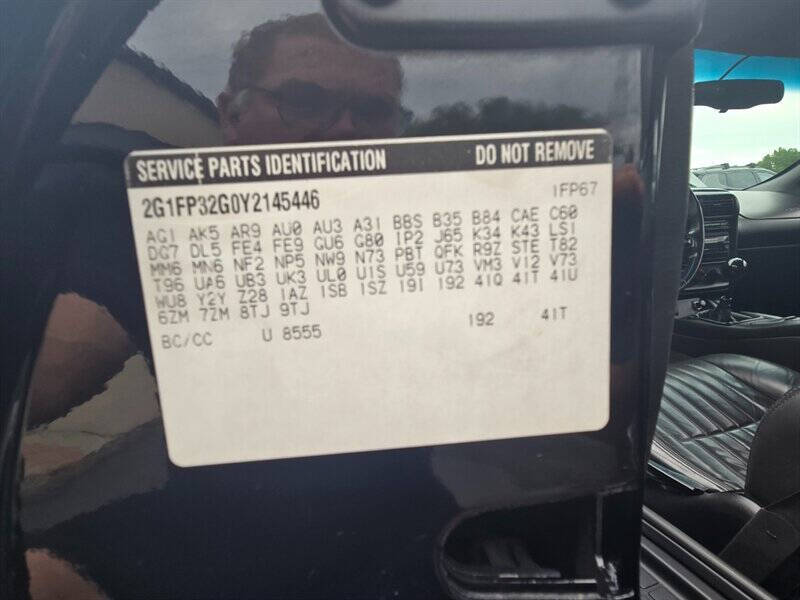 SERVICE PARTS IDENTIFICATION DO NOT REMOVE
2G1FP32G0Y2145446 1FP67
AG1 AK5 AR9 AU0 AU3 A31 BBS B35 B84 CAE C60
DG7 DL5 FE4 FE9 GU6 G80 IP2 J65 K34 K43 LS1
MM6 MN6 NF2 NP5 NW9 N73 PBT QFK R9Z STE T82
T96 UA6 UB3 UK3 UL0 U1S U59 U73 VM3 V12 V73
WU8 Y2Y Z28 1AZ 1SB 1SZ 19I 192 41Q 41T 41U
6ZM 7ZM 8TJ 9TJ
BC/CC U 8555 192 41T